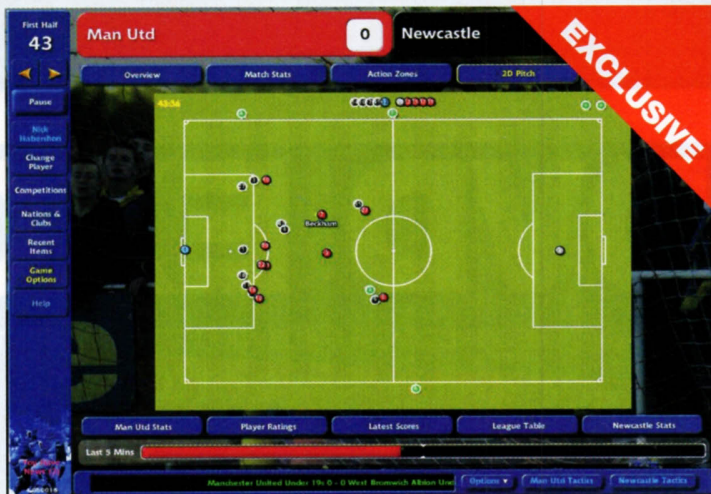 First Half
43
Man Utd
0
Newcastle
EXCLUSIVE
Overview
Match Stats
Action Zones
2D Pitch
Pause
Nick
Change
Player
Competitions
Nations &
Clubs
Recent
Items
Game
Options
Help
Beckham
Man Utd Stats
Player Ratings
Latest Scores
League Table
Newcastle Stats
Last 5 Mins
Manchester United Under 19s 0 - 0 West Bromwich Albion Und
Options
Man Utd Tactics
Newcastle Tactics